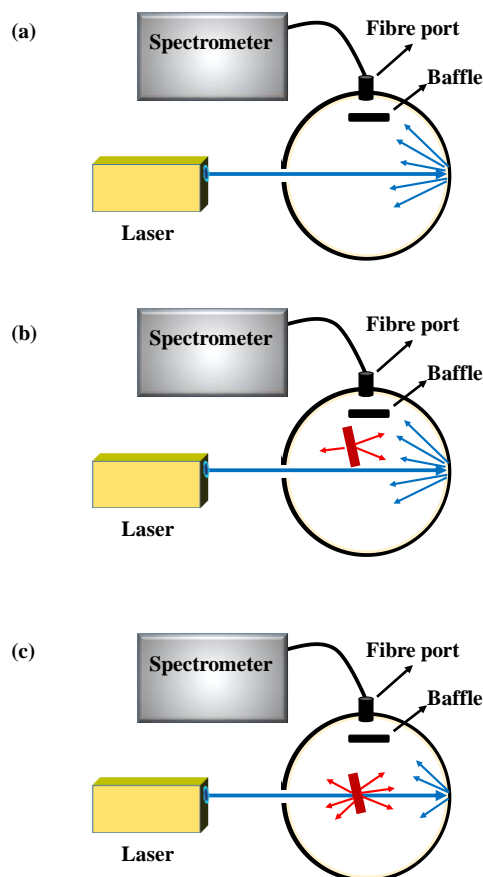 (a)
Spectrometer
Fibre port
Baffle
Laser
(b)
Spectrometer
Fibre port
Baffle
Laser
(c)
Spectrometer
Fibre port
Baffle
Laser